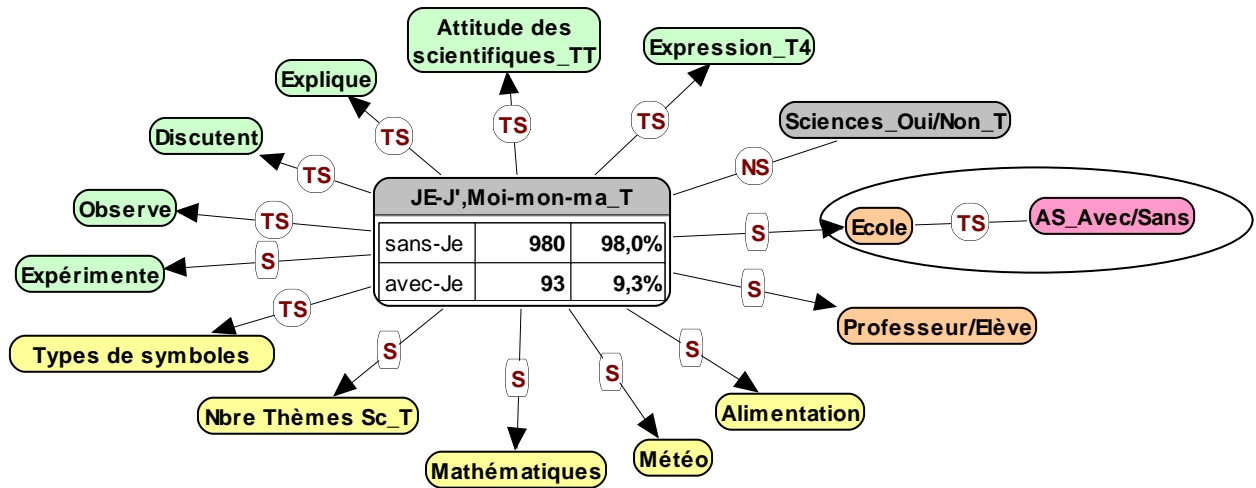 Attitude des
scientifiques_TT
Expression_T4
Explique
TS
Sciences_Oui/Non_T
TS
TS
Discutent
TS
TS
NS
JE-J',Moi-mon-ma_T
Observe
TS
sans-Je 980 98,0%
S
Ecole
TS
AS_Avec/Sans
Expérimente
S
avec-Je 93 9,3%
S
TS
Professeur/Elève
Types de symboles
S
S
S
S
Nbre Thèmes Sc_T
Alimentation
Mathématiques
Météo